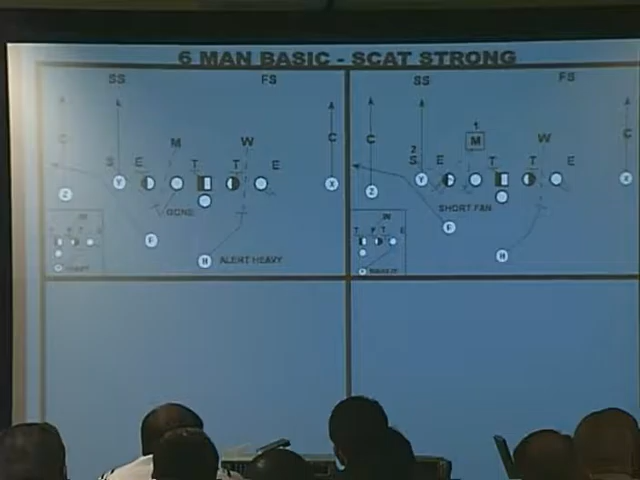 6 MAN BASIC - SCAT STRONG
SS FS
C M W C
S E T T E
Y
Z X
GONE
F
H ALERT HEAVY
SS FS
C M W C
2
S E T T E
Y X
Z
SHORT FAN
F
H